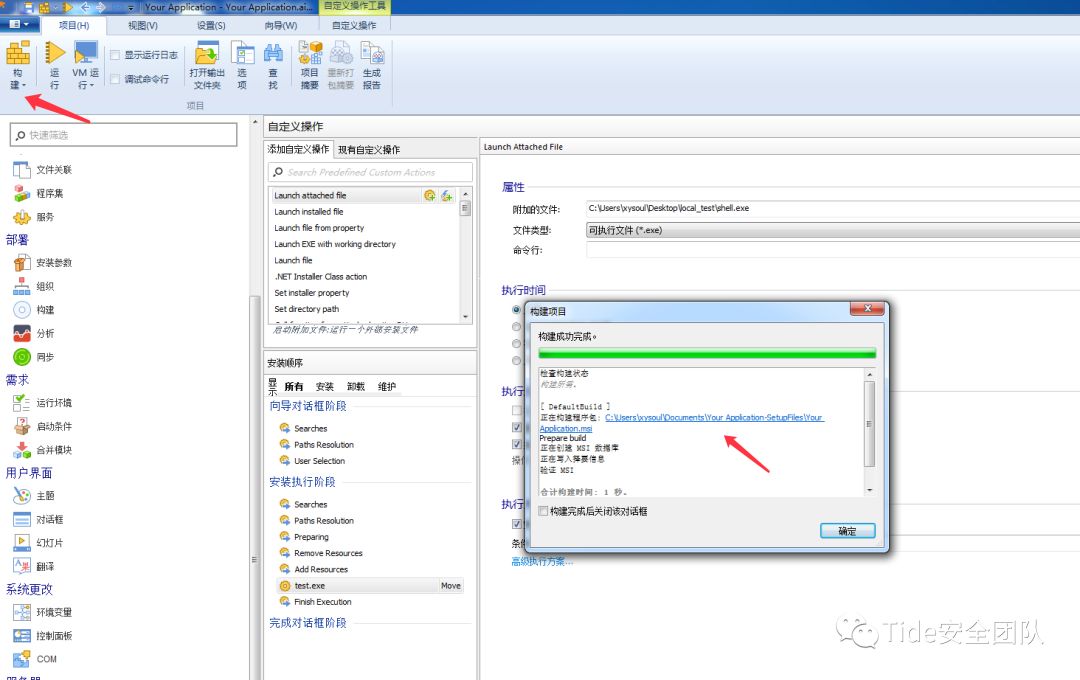 Your Application - Your Application.ai...
自定义操作工具
项目(H)
视图(V)
设置(S)
向导(W)
自定义操作
构建
运行
VM 运行
显示运行日志
调试命令行
打开输出文件夹
选项
查找
项目摘要
重新打包摘要
生成报告
项目
快速筛选
文件关联
程序集
服务
部署
安装参数
组织
构建
分析
同步
需求
运行环境
启动条件
合并模块
用户界面
主题
对话框
幻灯片
翻译
系统更改
环境变量
控制面板
COM
自定义操作
添加自定义操作
现有自定义操作
Search Predefined Custom Actions
Launch attached file
Launch installed file
Launch file from property
Launch EXE with working directory
Launch file
.NET Installer Class action
Set installer property
Set directory path
启动附加文件:运行一个外部安装文件
安装顺序
显示
所有
安装
卸载
维护
向导对话框阶段
Searches
Paths Resolution
User Selection
安装执行阶段
Searches
Paths Resolution
Preparing
Remove Resources
Add Resources
test.exe
Move
Finish Execution
完成对话框阶段
Launch Attached File
属性
附加的文件:
C:\Users\xysoul\Desktop\local_test\shell.exe
文件类型:
可执行文件 (*.exe)
命令行:
执行时间
执行
操作
执行
条件
高级执行方案...
构建项目
构建成功完成。
检查构建状态
构建所有.
[ DefaultBuild ]
正在构建程序名: C:\Users\xysoul\Documents\Your Application-SetupFiles\Your
Application.msi
Prepare build
正在创建 MSI 数据库
正在写入摘要信息
验证 MSI
合计构建时间: 1 秒.
构建完成后关闭该对话框
确定
Tide安全团队